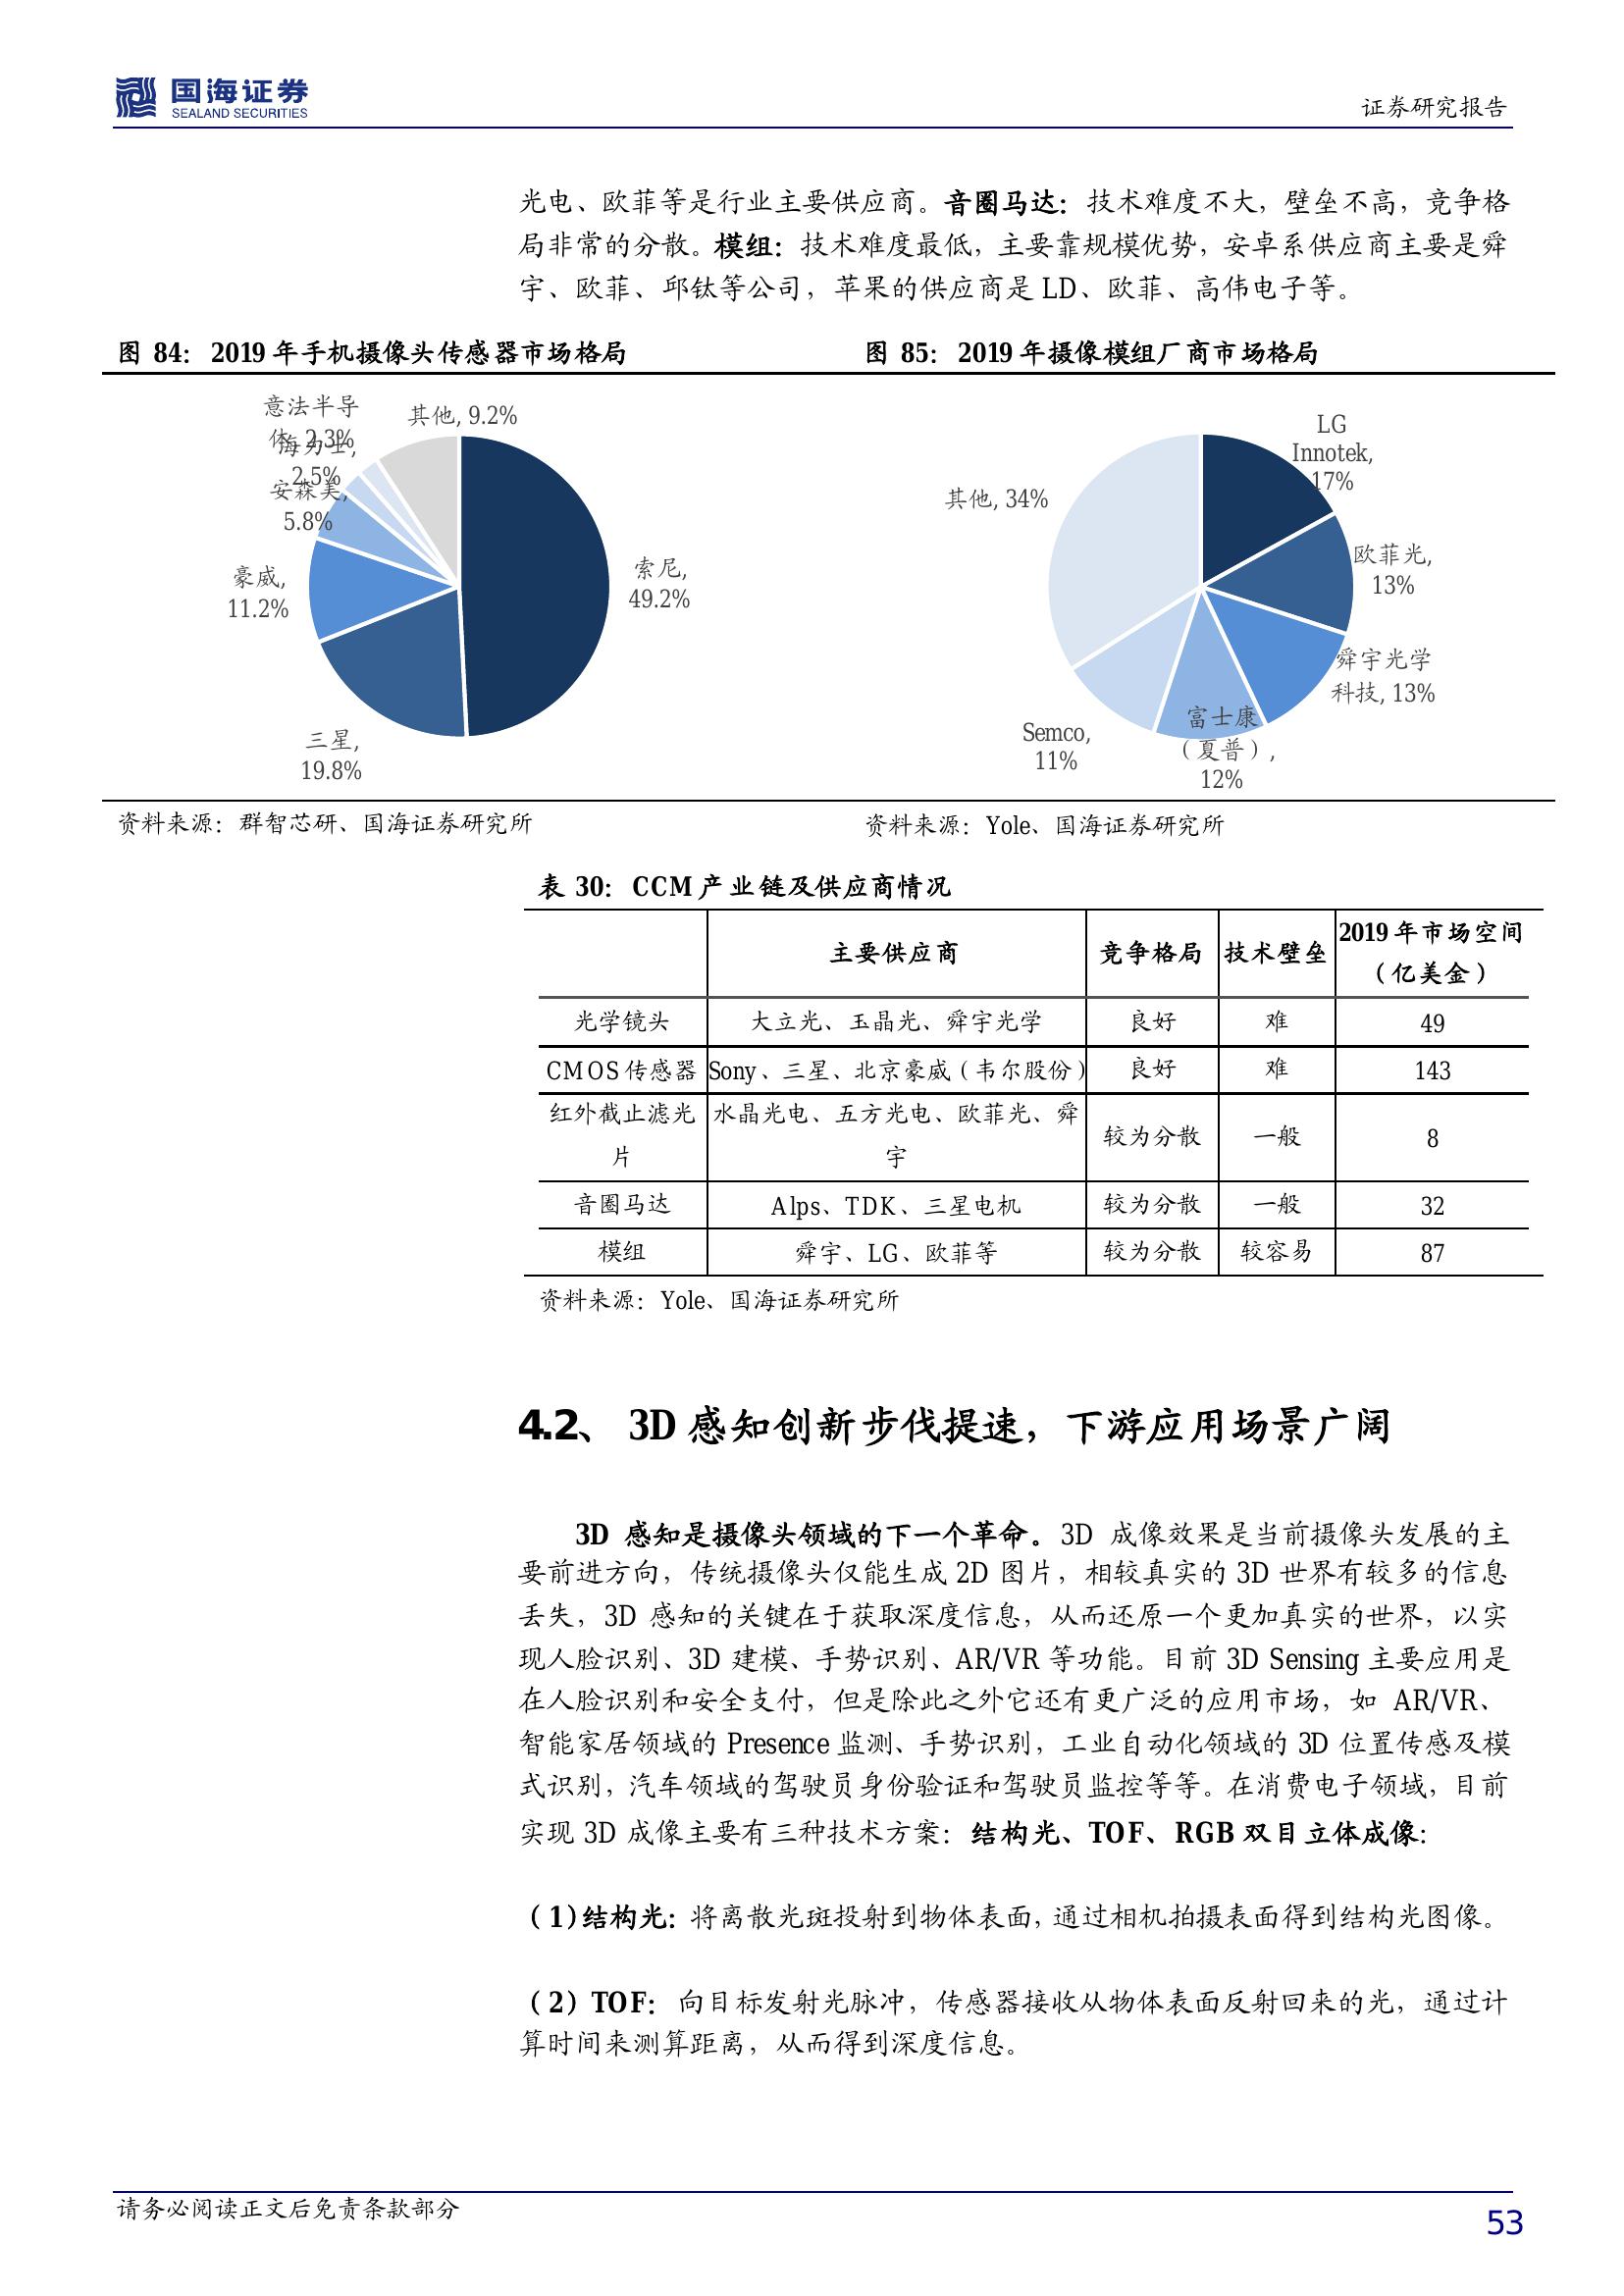 国海证券
SEALAND SECURITIES
证券研究报告
光电、欧菲等是行业主要供应商。音圈马达：技术难度不大，壁垒不高，竞争格
局非常的分散。模组：技术难度最低，主要靠规模优势，安卓系供应商主要是舜
宇、欧菲、邱钛等公司，苹果的供应商是 LD、欧菲、高伟电子等。
图 84：2019 年手机摄像头传感器市场格局
意法半导
体, 2.3%
海力士,
2.5%
安森美,
5.8%
豪威,
11.2%
三星,
19.8%
其他, 9.2%
索尼,
49.2%
资料来源：群智芯研、国海证券研究所
图 85：2019 年摄像模组厂商市场格局
LG
Innotek,
17%
欧菲光,
13%
舜宇光学
科技, 13%
富士康
（夏普）,
12%
Semco,
11%
其他, 34%
资料来源：Yole、国海证券研究所
表 30：CCM 产业链及供应商情况
主要供应商 竞争格局 技术壁垒 2019 年市场空间
（亿美金）
光学镜头 大立光、玉晶光、舜宇光学 良好 难 49
CMOS 传感器 Sony、三星、北京豪威（韦尔股份） 良好 难 143
红外截止滤光 水晶光电、五方光电、欧菲光、舜
片 宇 较为分散 一般 8
音圈马达 Alps、TDK、三星电机 较为分散 一般 32
模组 舜宇、LG、欧菲等 较为分散 较容易 87
资料来源：Yole、国海证券研究所
4.2、 3D 感知创新步伐提速，下游应用场景广阔
3D 感知是摄像头领域的下一个革命。3D 成像效果是当前摄像头发展的主
要前进方向，传统摄像头仅能生成 2D 图片，相较真实的 3D 世界有较多的信息
丢失，3D 感知的关键在于获取深度信息，从而还原一个更加真实的世界，以实
现人脸识别、3D 建模、手势识别、AR/VR 等功能。目前 3D Sensing 主要应用是
在人脸识别和安全支付，但是除此之外它还有更广泛的应用市场，如 AR/VR、
智能家居领域的 Presence 监测、手势识别，工业自动化领域的 3D 位置传感及模
式识别，汽车领域的驾驶员身份验证和驾驶员监控等等。在消费电子领域，目前
实现 3D 成像主要有三种技术方案：结构光、TOF、RGB 双目立体成像：
（1）结构光：将离散光斑投射到物体表面，通过相机拍摄表面得到结构光图像。
（2）TOF：向目标发射光脉冲，传感器接收从物体表面反射回来的光，通过计
算时间来测算距离，从而得到深度信息。
请务必阅读正文后免责条款部分
53